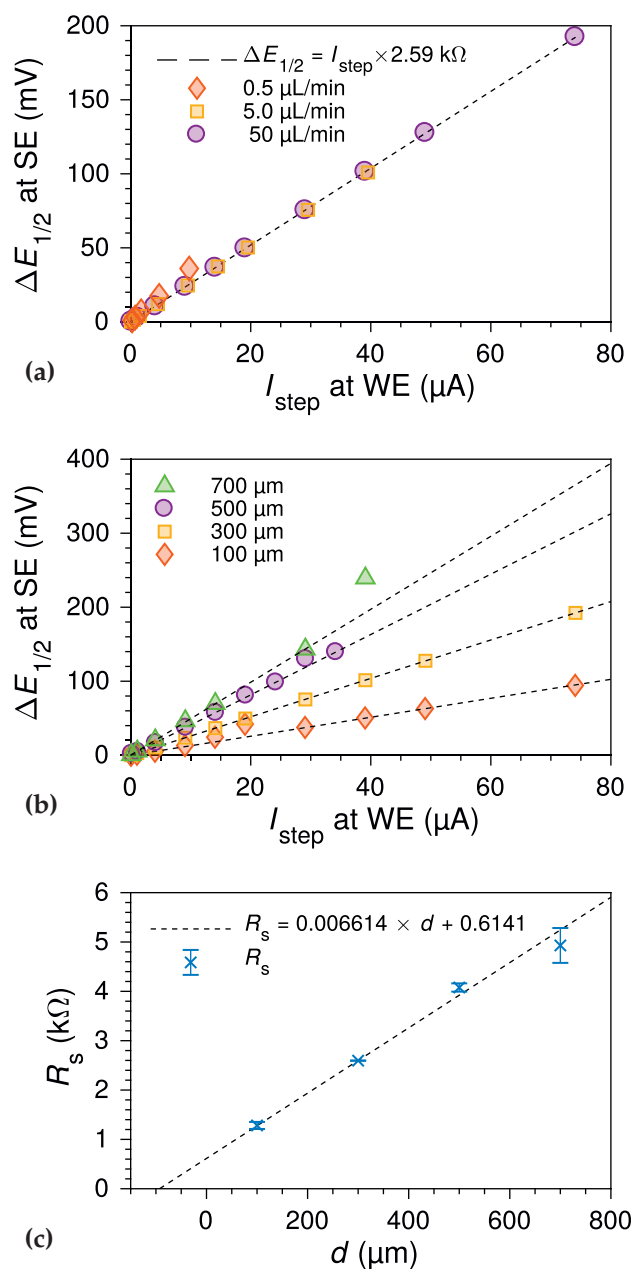 200
150
100
50
0
ΔE1/2 at SE (mV)
ΔE1/2 = Istep×2.59 kΩ
0.5 µL/min
5.0 µL/min
50 µL/min
0 20 40 60 80
Istep at WE (µA)
(a)
400
300
200
100
0
ΔE1/2 at SE (mV)
700 µm
500 µm
300 µm
100 µm
0 20 40 60 80
Istep at WE (µA)
(b)
6
5
4
3
2
1
0
Rs (kΩ)
Rs = 0.006614 × d + 0.6141
Rs
0 200 400 600 800
d (µm)
(c)